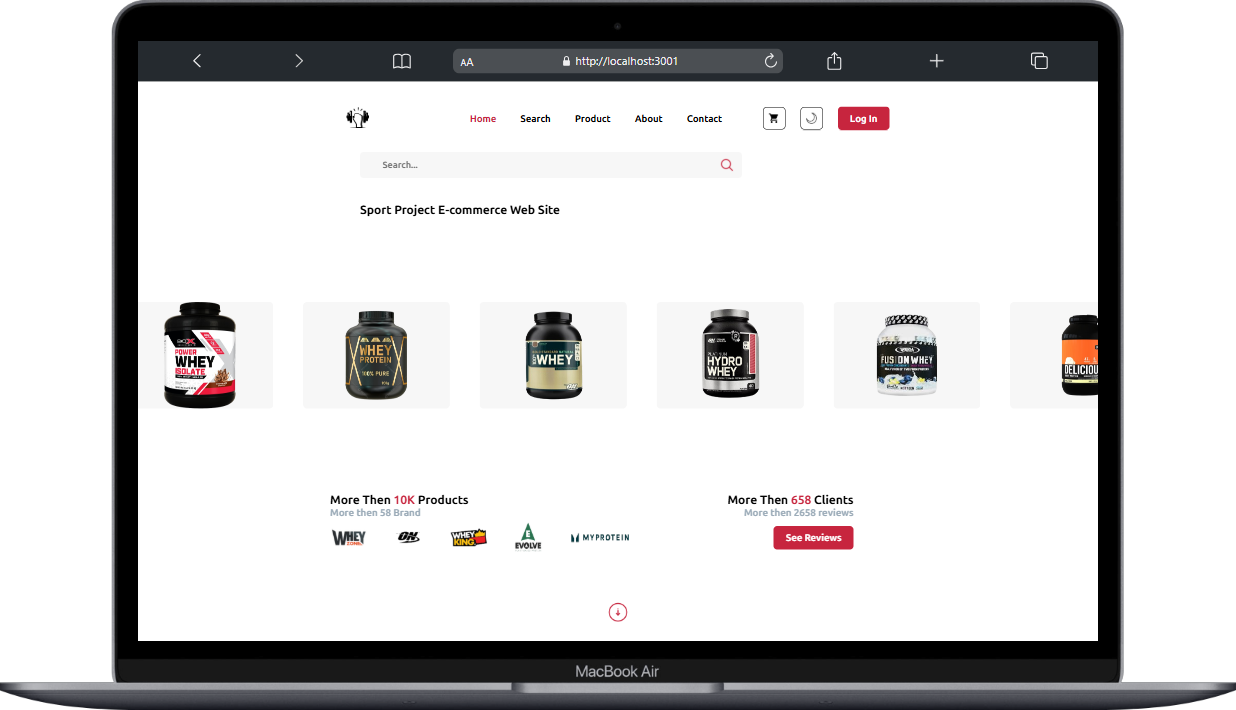 AA http://localhost:3001
Home Search Product About Contact Log In
Search...
Sport Project E-commerce Web Site
POWER
WHEY
ISOLATE
WHEY
PROTEIN
100% PURE
WHEY
ON
PLATINUM
HYDRO
WHEY
FUSION WHEY
DELICIOU
More Then 10K Products
More then 58 Brand
WHEY
ON
WHEY
KING
E
EVOLVE
MYPROTEIN
More Then 658 Clients
More then 2658 reviews
See Reviews
MacBook Air